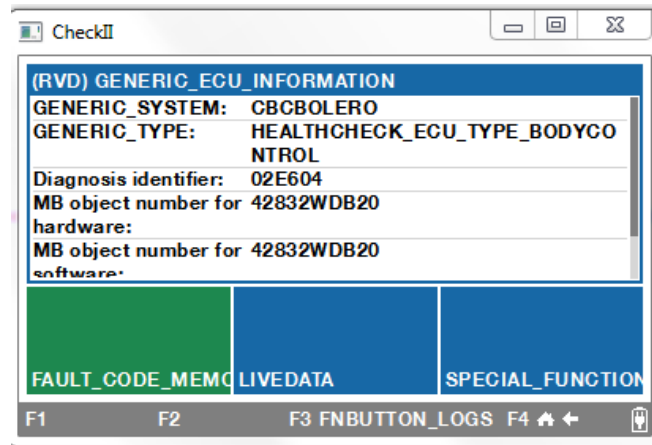 CheckII
(RVD) GENERIC_ECU_INFORMATION
GENERIC_SYSTEM: CBCBOLERO
GENERIC_TYPE: HEALTHCHECK_ECU_TYPE_BODYCO
NTROL
Diagnosis identifier: 02E604
MB object number for 42832WDB20
hardware:
MB object number for 42832WDB20
software:
FAULT_CODE_MEMO LIVEDATA SPECIAL_FUNCTION
F1 F2 F3 FNBUTTON_LOGS F4